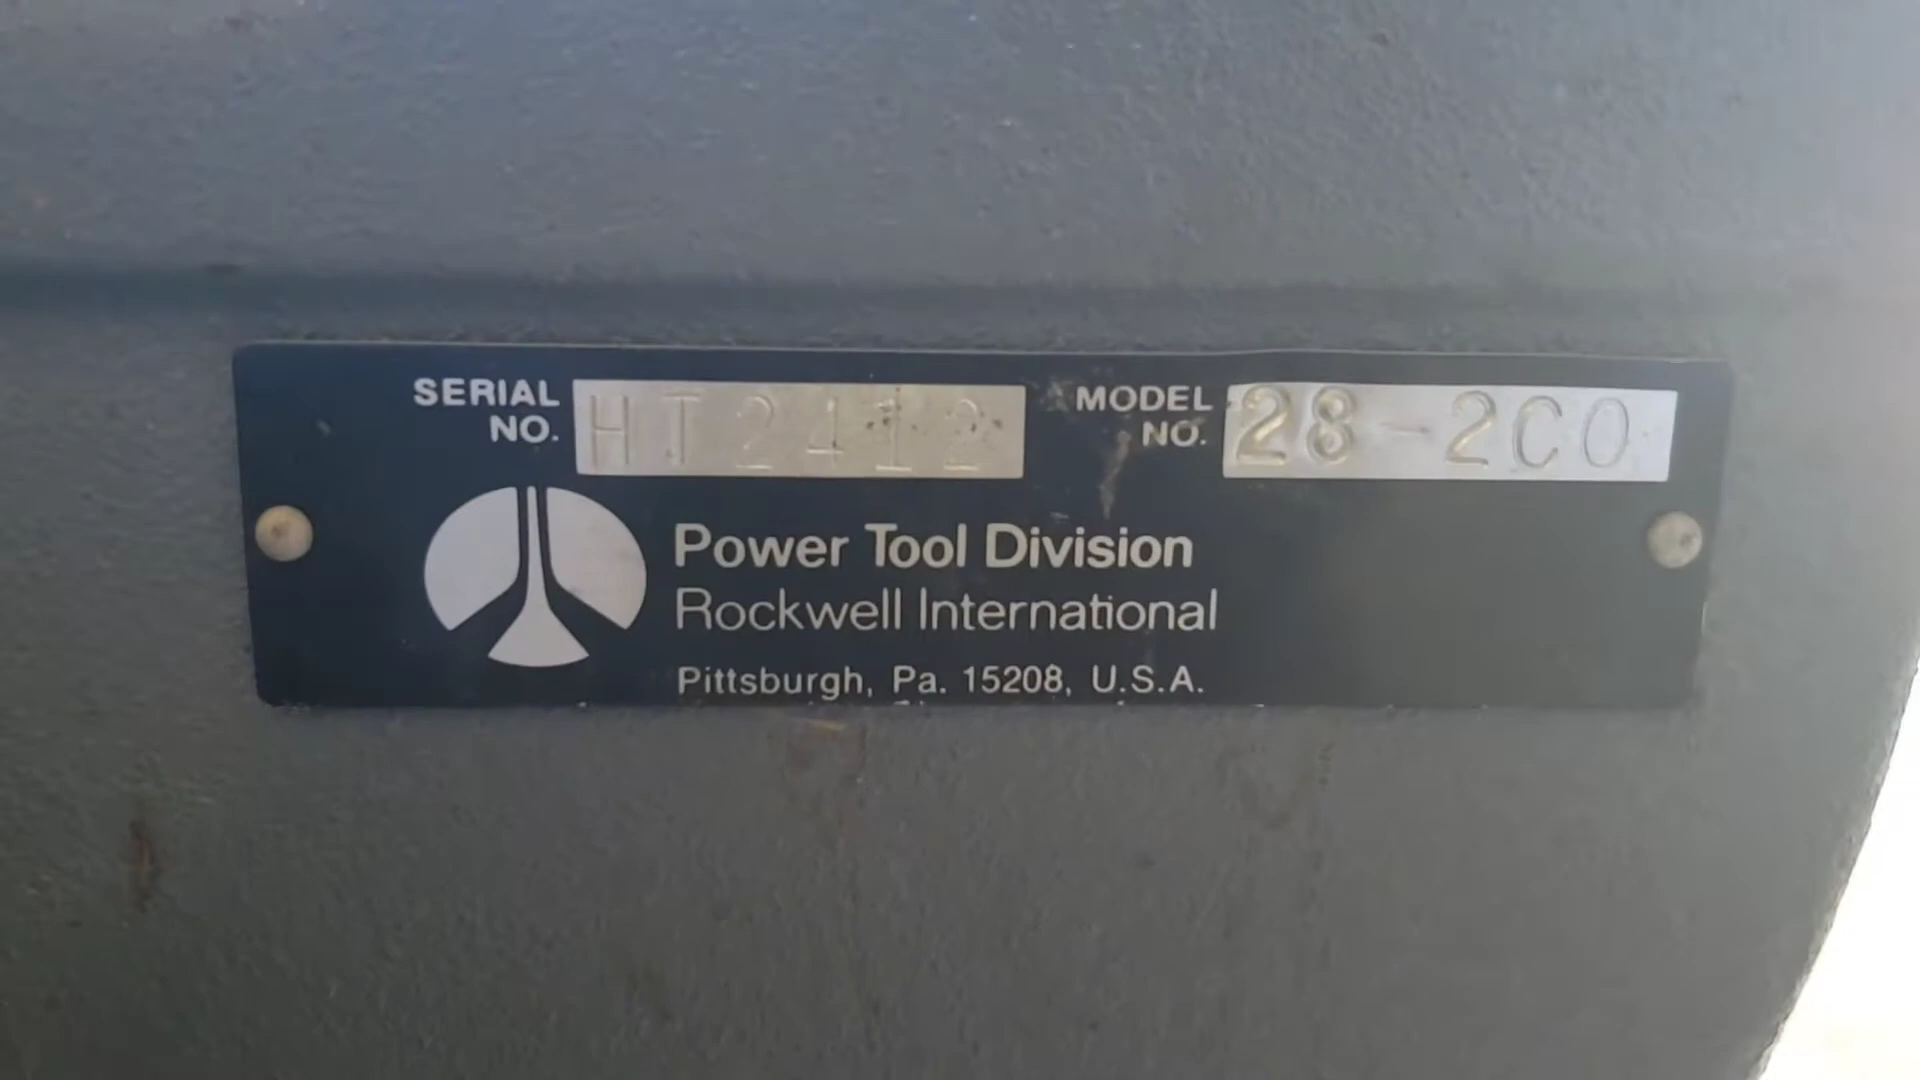 SERIAL NO. HT2412
MODEL NO. 28-2C0
Power Tool Division
Rockwell International
Pittsburgh, Pa. 15208, U.S.A.